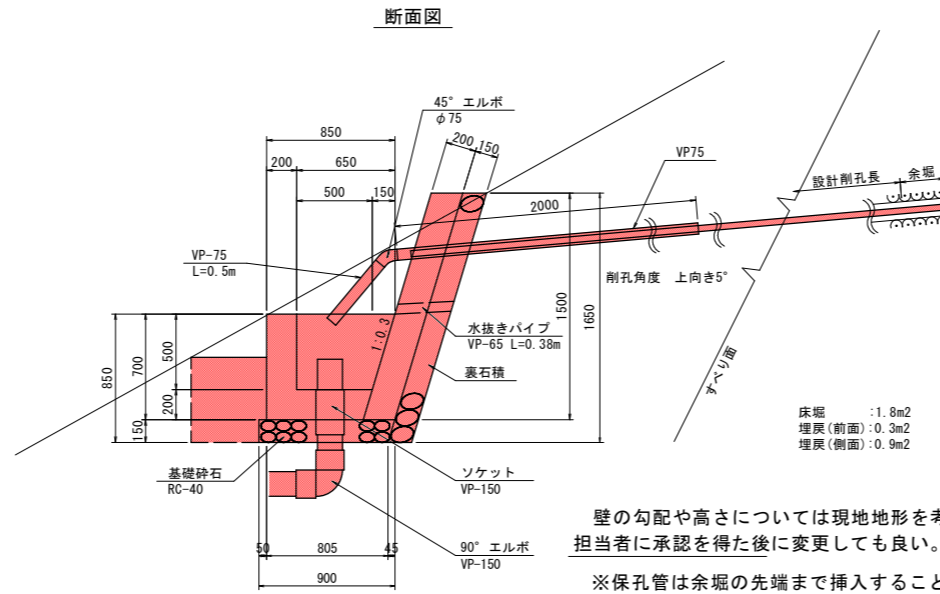 断面図
45° エルボ
φ75
850
200
650
500
150
200
150
VP75
設計削孔長
余堀
2000
VP-75
L=0.5m
削孔角度 上向き5°
1500
1650
850
700
500
200
150
1:0.3
水抜きパイプ
VP-65 L=0.38m
裏石積
すべり面
床堀 :1.8m2
埋戻(前面):0.3m2
埋戻(側面):0.9m2
基礎砕石
RC-40
ソケット
VP-150
50
805
45
90° エルボ
VP-150
900
壁の勾配や高さについては現地地形を考
担当者に承認を得た後に変更しても良い。
※保孔管は余堀の先端まで挿入すること